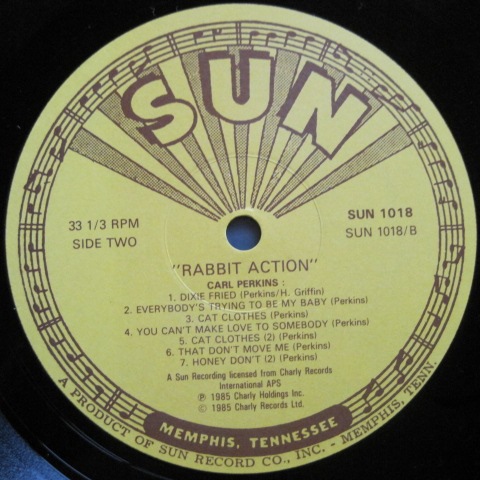 SUN
33 1/3 RPM
SIDE TWO
SUN 1018
SUN 1018/B
"RABBIT ACTION"
CARL PERKINS :
1. DIXIE FRIED (Perkins/H. Griffin)
2. EVERYBODY'S TRYING TO BE MY BABY (Perkins)
3. CAT CLOTHES (Perkins)
4. YOU CAN'T MAKE LOVE TO SOMEBODY (Perkins)
5. CAT CLOTHES (2) (Perkins)
6. THAT DON'T MOVE ME (Perkins)
7. HONEY DON'T (2) (Perkins)
A Sun Recording licensed from Charly Records
International APS
℗ 1985 Charly Holdings Inc.
© 1985 Charly Records Ltd.
MEMPHIS, TENNESSEE
A PRODUCT OF SUN RECORD CO., INC. - MEMPHIS, TENN.